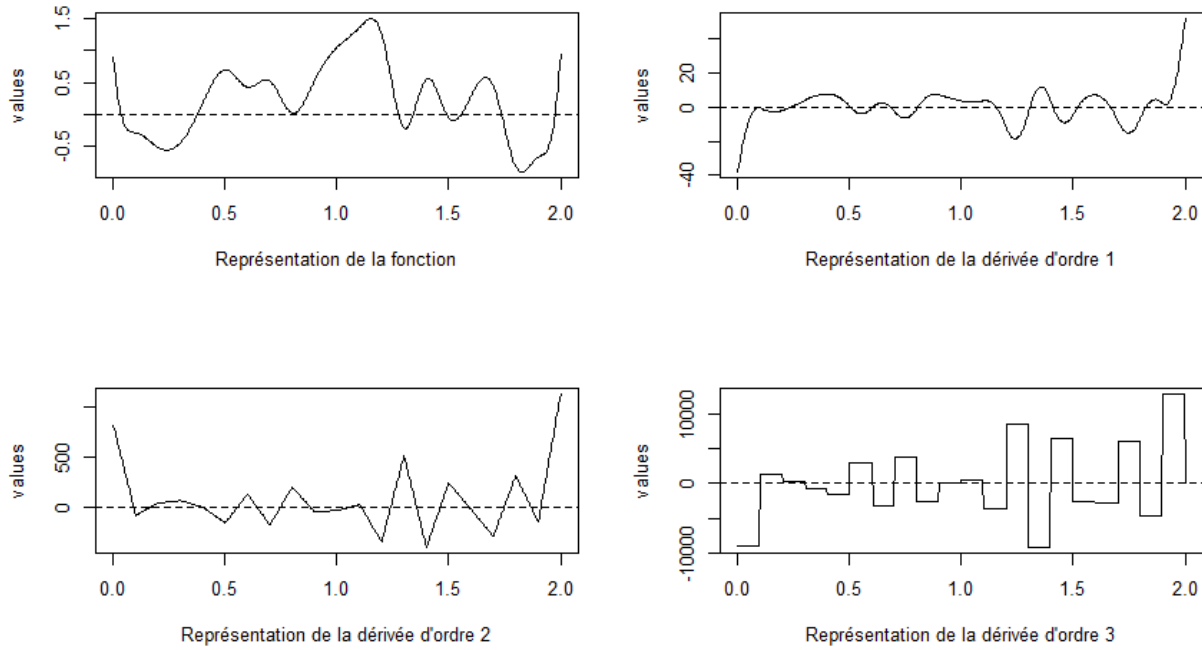 values
1.5
0.5
-0.5
0.0 0.5 1.0 1.5 2.0
Représentation de la fonction
values
20
0
-40
0.0 0.5 1.0 1.5 2.0
Représentation de la dérivée d'ordre 1
values
500
0
0.0 0.5 1.0 1.5 2.0
Représentation de la dérivée d'ordre 2
values
10000
0
-10000
0.0 0.5 1.0 1.5 2.0
Représentation de la dérivée d'ordre 3